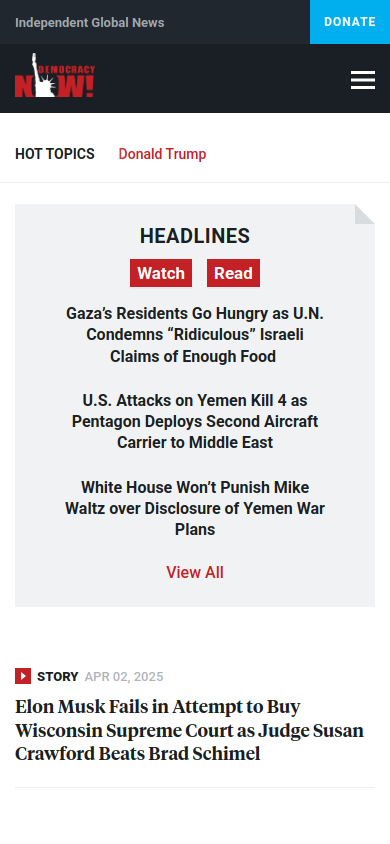 Independent Global News
DONATE
DEMOCRACY
NOW!
HOT TOPICS
Donald Trump
HEADLINES
Watch
Read
Gaza’s Residents Go Hungry as U.N.
Condemns “Ridiculous” Israeli
Claims of Enough Food
U.S. Attacks on Yemen Kill 4 as
Pentagon Deploys Second Aircraft
Carrier to Middle East
White House Won’t Punish Mike
Waltz over Disclosure of Yemen War
Plans
View All
STORY APR 02, 2025
Elon Musk Fails in Attempt to Buy
Wisconsin Supreme Court as Judge Susan
Crawford Beats Brad Schimel